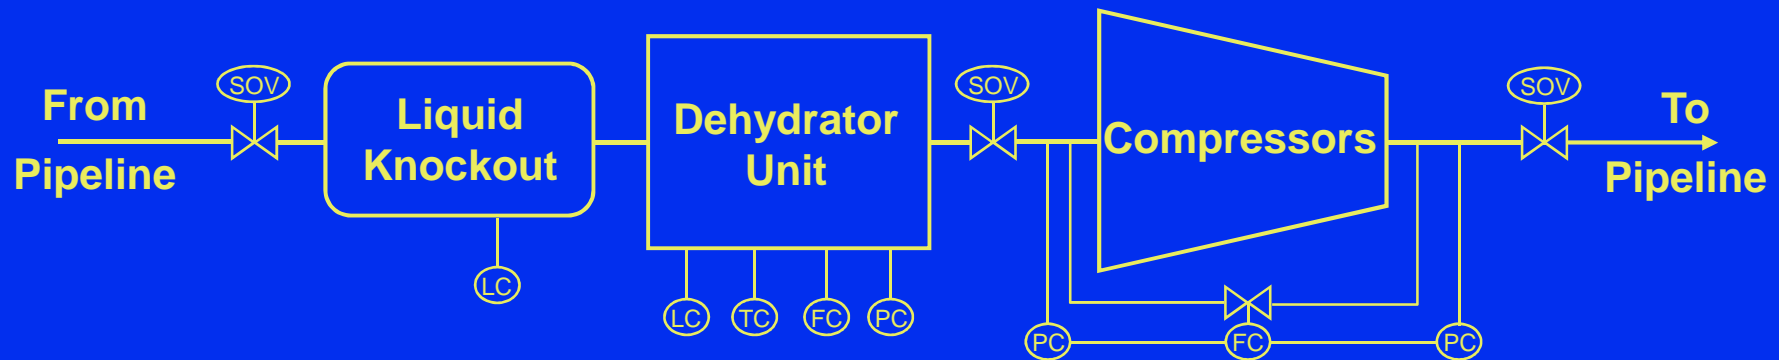 From
Pipeline
SOV
Liquid
Knockout
LC
Dehydrator
Unit
LC
TC
FC
PC
SOV
Compressors
PC
FC
PC
SOV
To
Pipeline